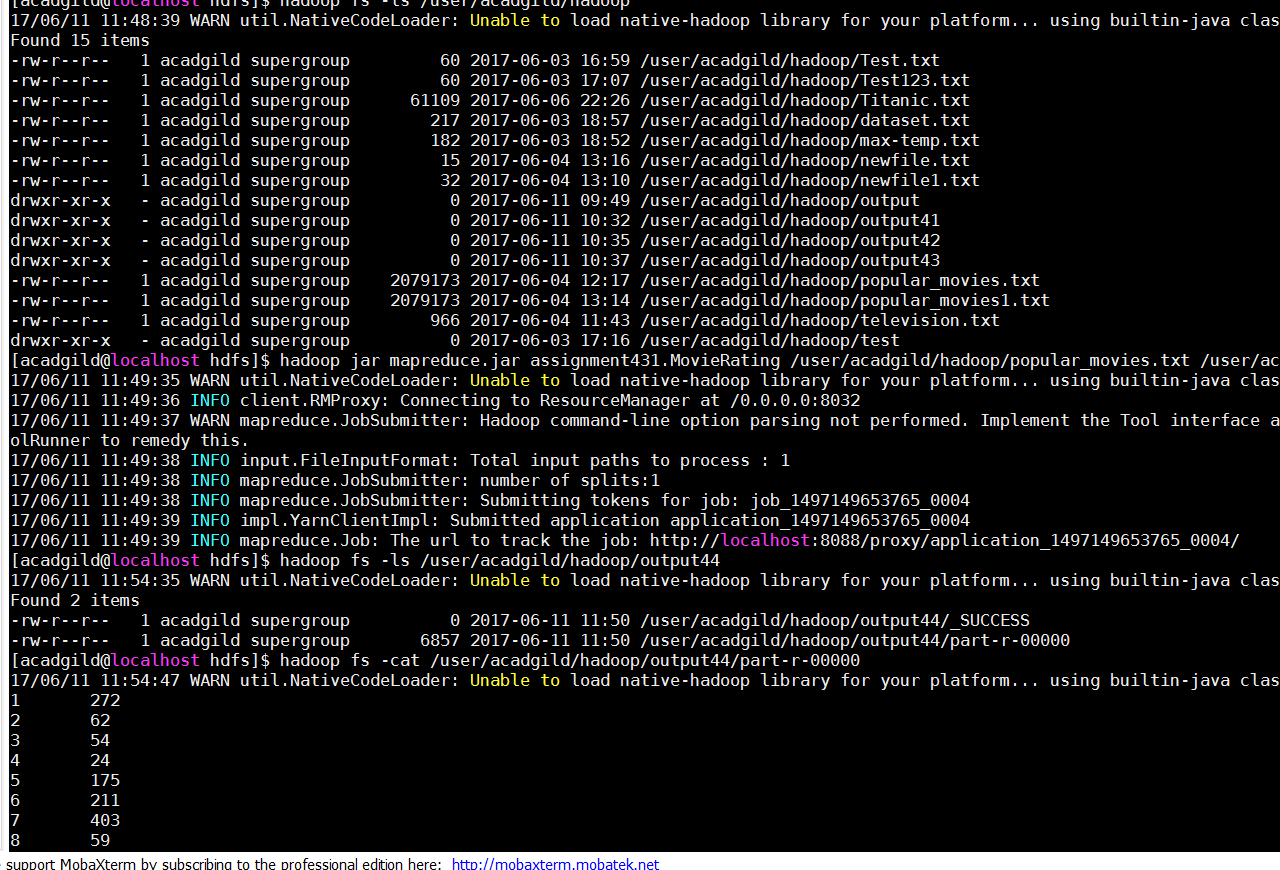 [acadgild@localhost hdfs]$ hadoop fs -ls /user/acadgild/hadoop
17/06/11 11:48:39 WARN util.NativeCodeLoader: Unable to load native-hadoop library for your platform... using builtin-java clas
Found 15 items
-rw-r--r--   1 acadgild supergroup         60 2017-06-03 16:59 /user/acadgild/hadoop/Test.txt
-rw-r--r--   1 acadgild supergroup         60 2017-06-03 17:07 /user/acadgild/hadoop/Test123.txt
-rw-r--r--   1 acadgild supergroup      61109 2017-06-06 22:26 /user/acadgild/hadoop/Titanic.txt
-rw-r--r--   1 acadgild supergroup        217 2017-06-03 18:57 /user/acadgild/hadoop/dataset.txt
-rw-r--r--   1 acadgild supergroup        182 2017-06-03 18:52 /user/acadgild/hadoop/max-temp.txt
-rw-r--r--   1 acadgild supergroup         15 2017-06-04 13:16 /user/acadgild/hadoop/newfile.txt
-rw-r--r--   1 acadgild supergroup         32 2017-06-04 13:10 /user/acadgild/hadoop/newfile1.txt
drwxr-xr-x   - acadgild supergroup          0 2017-06-11 09:49 /user/acadgild/hadoop/output
drwxr-xr-x   - acadgild supergroup          0 2017-06-11 10:32 /user/acadgild/hadoop/output41
drwxr-xr-x   - acadgild supergroup          0 2017-06-11 10:35 /user/acadgild/hadoop/output42
drwxr-xr-x   - acadgild supergroup          0 2017-06-11 10:37 /user/acadgild/hadoop/output43
-rw-r--r--   1 acadgild supergroup    2079173 2017-06-04 12:17 /user/acadgild/hadoop/popular_movies.txt
-rw-r--r--   1 acadgild supergroup    2079173 2017-06-04 13:14 /user/acadgild/hadoop/popular_movies1.txt
-rw-r--r--   1 acadgild supergroup        966 2017-06-04 11:43 /user/acadgild/hadoop/television.txt
drwxr-xr-x   - acadgild supergroup          0 2017-06-03 17:16 /user/acadgild/hadoop/test
[acadgild@localhost hdfs]$ hadoop jar mapreduce.jar assignment431.MovieRating /user/acadgild/hadoop/popular_movies.txt /user/ac
17/06/11 11:49:35 WARN util.NativeCodeLoader: Unable to load native-hadoop library for your platform... using builtin-java clas
17/06/11 11:49:36 INFO client.RMProxy: Connecting to ResourceManager at /0.0.0.0:8032
17/06/11 11:49:37 WARN mapreduce.JobSubmitter: Hadoop command-line option parsing not performed. Implement the Tool interface a
olRunner to remedy this.
17/06/11 11:49:38 INFO input.FileInputFormat: Total input paths to process : 1
17/06/11 11:49:38 INFO mapreduce.JobSubmitter: number of splits:1
17/06/11 11:49:38 INFO mapreduce.JobSubmitter: Submitting tokens for job: job_1497149653765_0004
17/06/11 11:49:39 INFO impl.YarnClientImpl: Submitted application application_1497149653765_0004
17/06/11 11:49:39 INFO mapreduce.Job: The url to track the job: http://localhost:8088/proxy/application_1497149653765_0004/
[acadgild@localhost hdfs]$ hadoop fs -ls /user/acadgild/hadoop/output44
17/06/11 11:54:35 WARN util.NativeCodeLoader: Unable to load native-hadoop library for your platform... using builtin-java clas
Found 2 items
-rw-r--r--   1 acadgild supergroup          0 2017-06-11 11:50 /user/acadgild/hadoop/output44/_SUCCESS
-rw-r--r--   1 acadgild supergroup       6857 2017-06-11 11:50 /user/acadgild/hadoop/output44/part-r-00000
[acadgild@localhost hdfs]$ hadoop fs -cat /user/acadgild/hadoop/output44/part-r-00000
17/06/11 11:54:47 WARN util.NativeCodeLoader: Unable to load native-hadoop library for your platform... using builtin-java clas
1       272
2       62
3       54
4       24
5       175
6       211
7       403
8       59
support MobaXterm by subscribing to the professional edition here: http://mobaxterm.mobatek.net